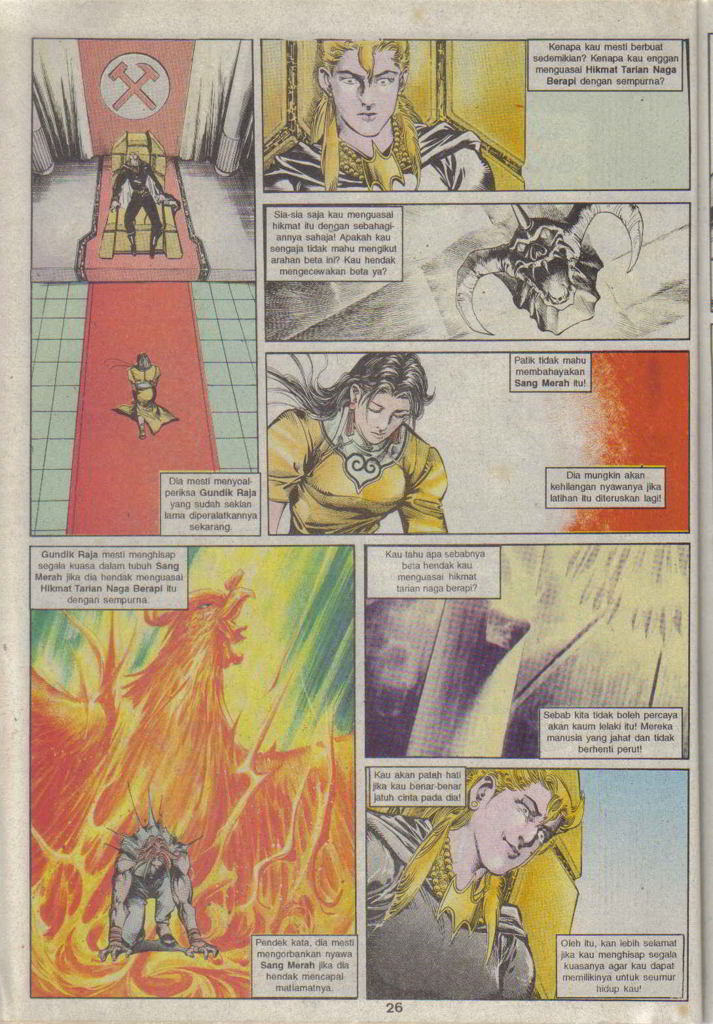 Kenapa kau mesti berbuat
sedemikian? Kenapa kau enggan
menguasai Hikmat Tarian Naga
Berapi dengan sempurna?
Sia-sia saja kau menguasai
hikmat itu dengan sebahagi-
annya sahaja! Apakah kau
sengaja tidak mahu mengikut
arahan beta ini? Kau hendak
mengecewakan beta ya?
Patik tidak mahu
membahayakan
Sang Merah itu!
Dia mungkin akan
kehilangan nyawanya jika
latihan itu diteruskan lagi!
Dia mesti menyoal-
periksa Gundik Raja
yang sudah sekian
lama diperalatkannya
sekarang.
Gundik Raja mesti menghisap
segala kuasa dalam tubuh Sang
Merah jika dia hendak menguasai
Hikmat Tarian Naga Berapi itu
dengan sempurna.
Pendek kata, dia mesti
mengorbankan nyawa
Sang Merah jika dia
hendak mencapai
matlamatnya.
Kau tahu apa sebabnya
beta hendak kau
menguasai hikmat
tarian naga berapi?
Sebab kita tidak boleh percaya
akan kaum lelaki itu! Mereka
manusia yang jahat dan tidak
berhenti perut!
Kau akan patah hati
jika kau benar-benar
jatuh cinta pada dia!
Oleh itu, kan lebih selamat
jika kau menghisap segala
kuasanya agar kau dapat
memilikinya untuk seumur
hidup kau!
26